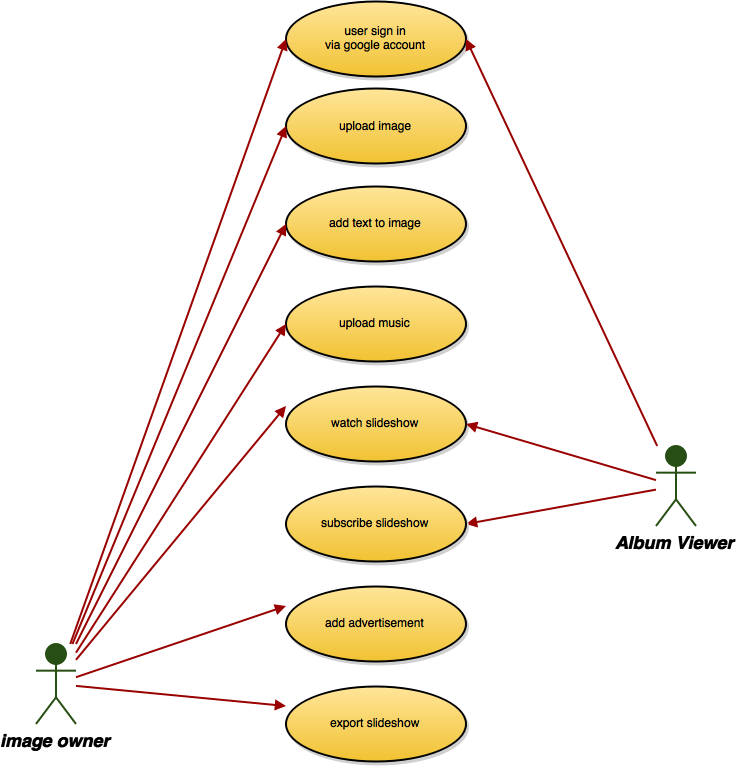 user sign in
via google account
upload image
add text to image
upload music
watch slideshow
subscribe slideshow
Album Viewer
add advertisement
export slideshow
image owner